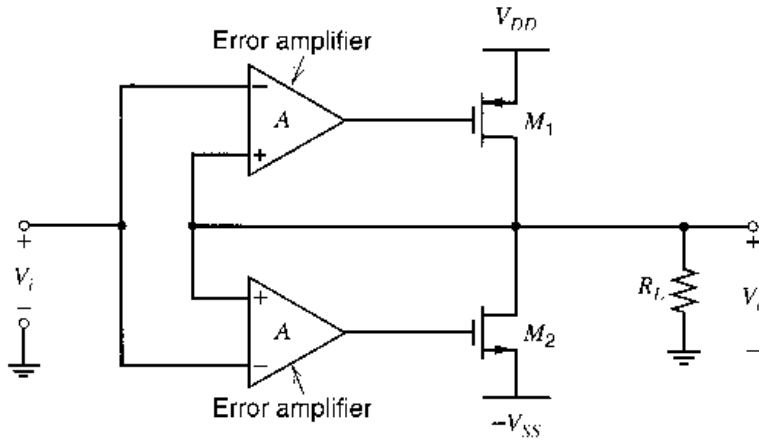 Error amplifier
V_DD
−
A
M_1
+
+
V_i
−
+
A
M_2
−
R_L
+
−
Error amplifier
−V_SS